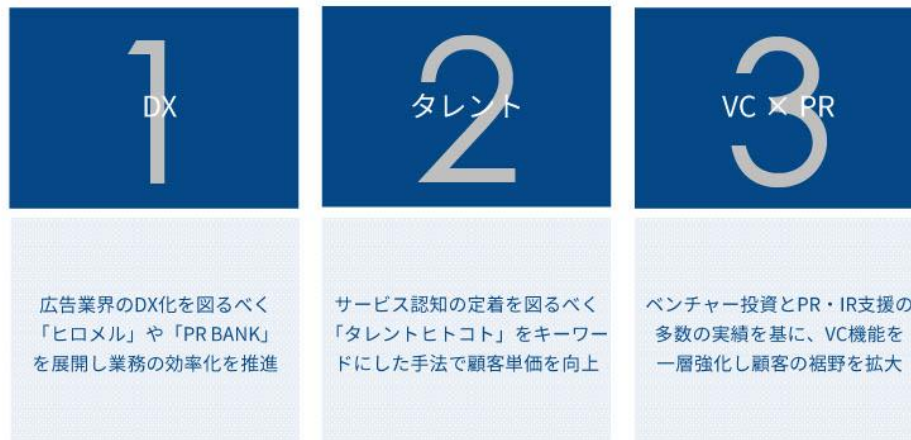 1
DX
広告業界のDX化を図るべく
「ヒロメル」や「PR BANK」
を展開し業務の効率化を推進
2
タレント
サービス認知の定着を図るべく
「タレントヒトコト」をキーワー
ドにした手法で顧客単価を向上
3
VC × PR
ベンチャー投資とPR・IR支援の
多数の実績を基に、VC機能を
一層強化し顧客の裾野を拡大